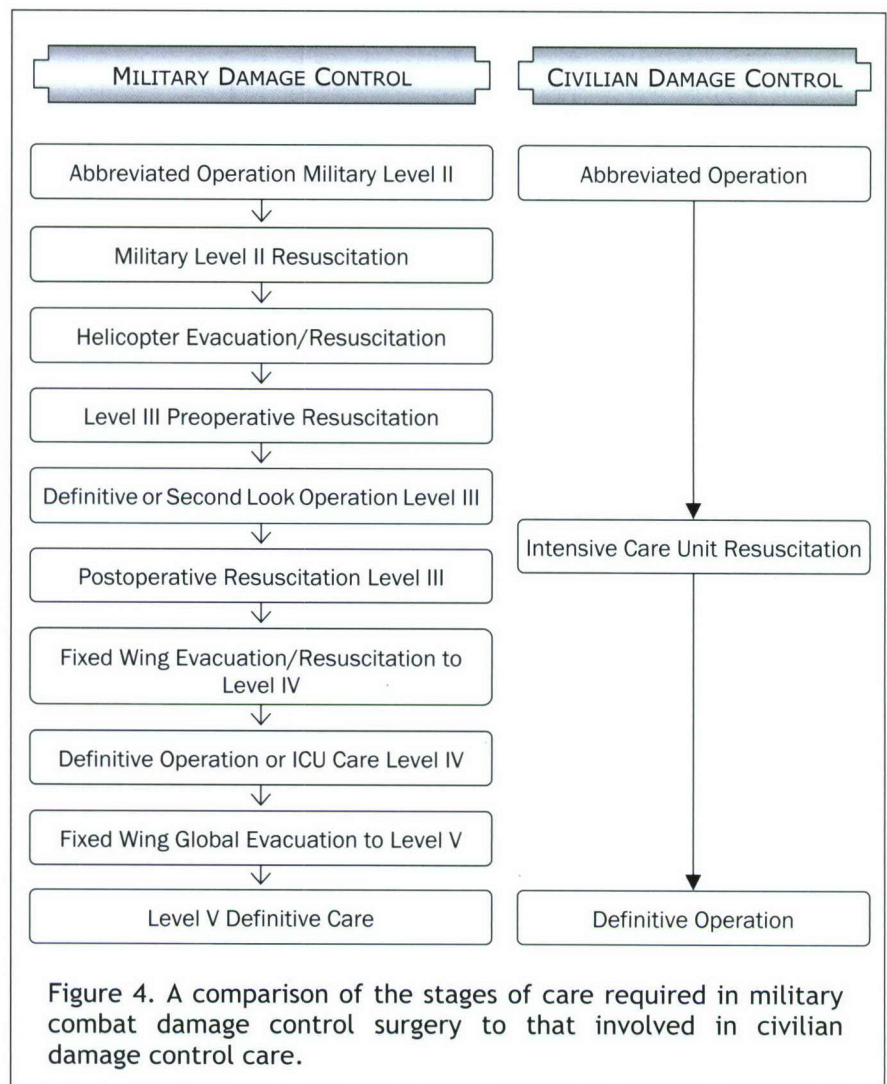 MILITARY DAMAGE CONTROL
Abbreviated Operation Military Level II
Military Level II Resuscitation
Helicopter Evacuation/Resuscitation
Level III Preoperative Resuscitation
Definitive or Second Look Operation Level III
Postoperative Resuscitation Level III
Fixed Wing Evacuation/Resuscitation to
Level IV
Definitive Operation or ICU Care Level IV
Fixed Wing Global Evacuation to Level V
Level V Definitive Care
CIVILIAN DAMAGE CONTROL
Abbreviated Operation
Intensive Care Unit Resuscitation
Definitive Operation
Figure 4. A comparison of the stages of care required in military
combat damage control surgery to that involved in civilian
damage control care.